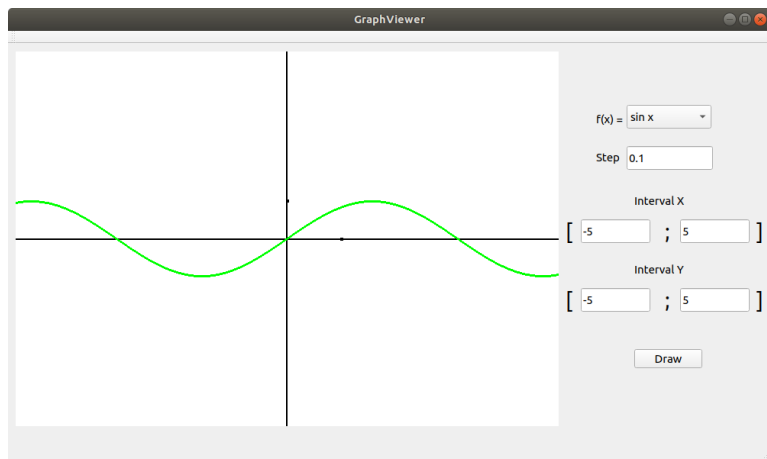 GraphViewer
f(x) = sin x
Step 0.1
Interval X
[ -5 ; 5 ]
Interval Y
[ -5 ; 5 ]
Draw